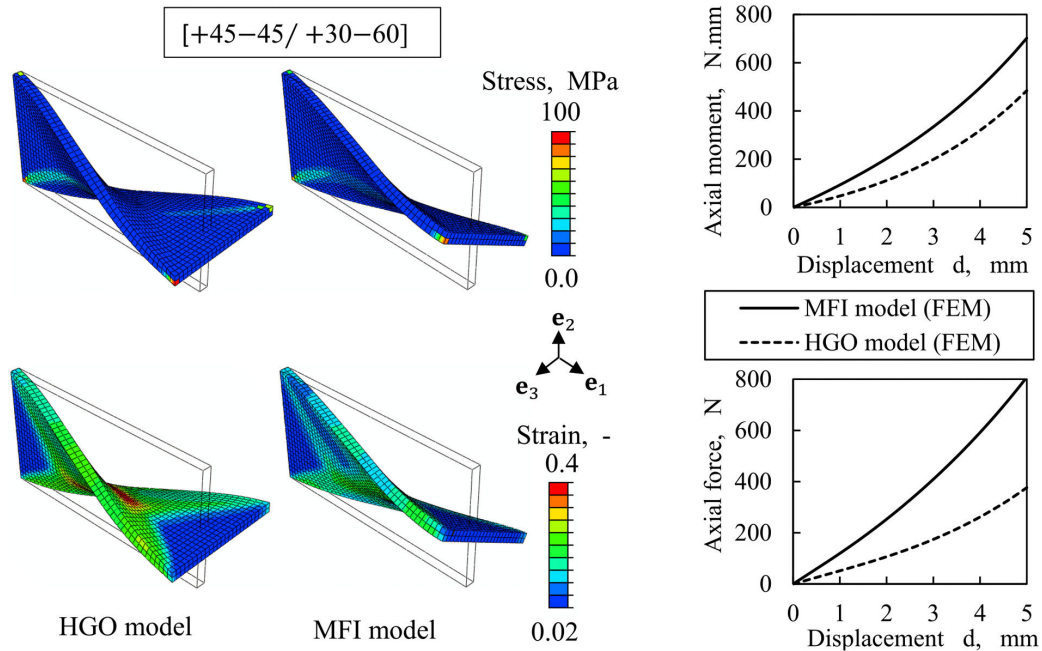 [+45−45/ +30−60]
Stress, MPa
100
0.0
e₂
e₃
e₁
Strain, -
0.4
0.02
HGO model
MFI model
Axial moment, N.mm
800
600
400
200
0
0 1 2 3 4 5
Displacement d, mm
MFI model (FEM)
HGO model (FEM)
Axial force, N
800
600
400
200
0
0 1 2 3 4 5
Displacement d, mm